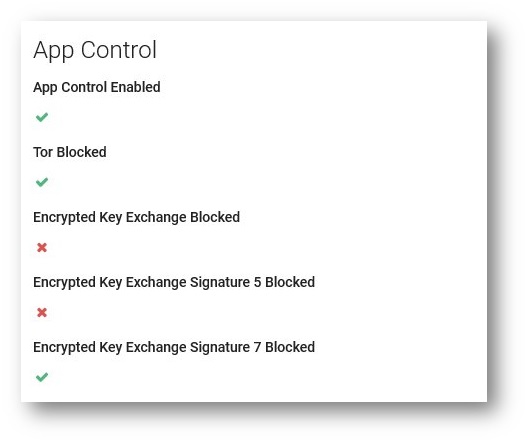 App Control
App Control Enabled
Tor Blocked
Encrypted Key Exchange Blocked
Encrypted Key Exchange Signature 5 Blocked
Encrypted Key Exchange Signature 7 Blocked